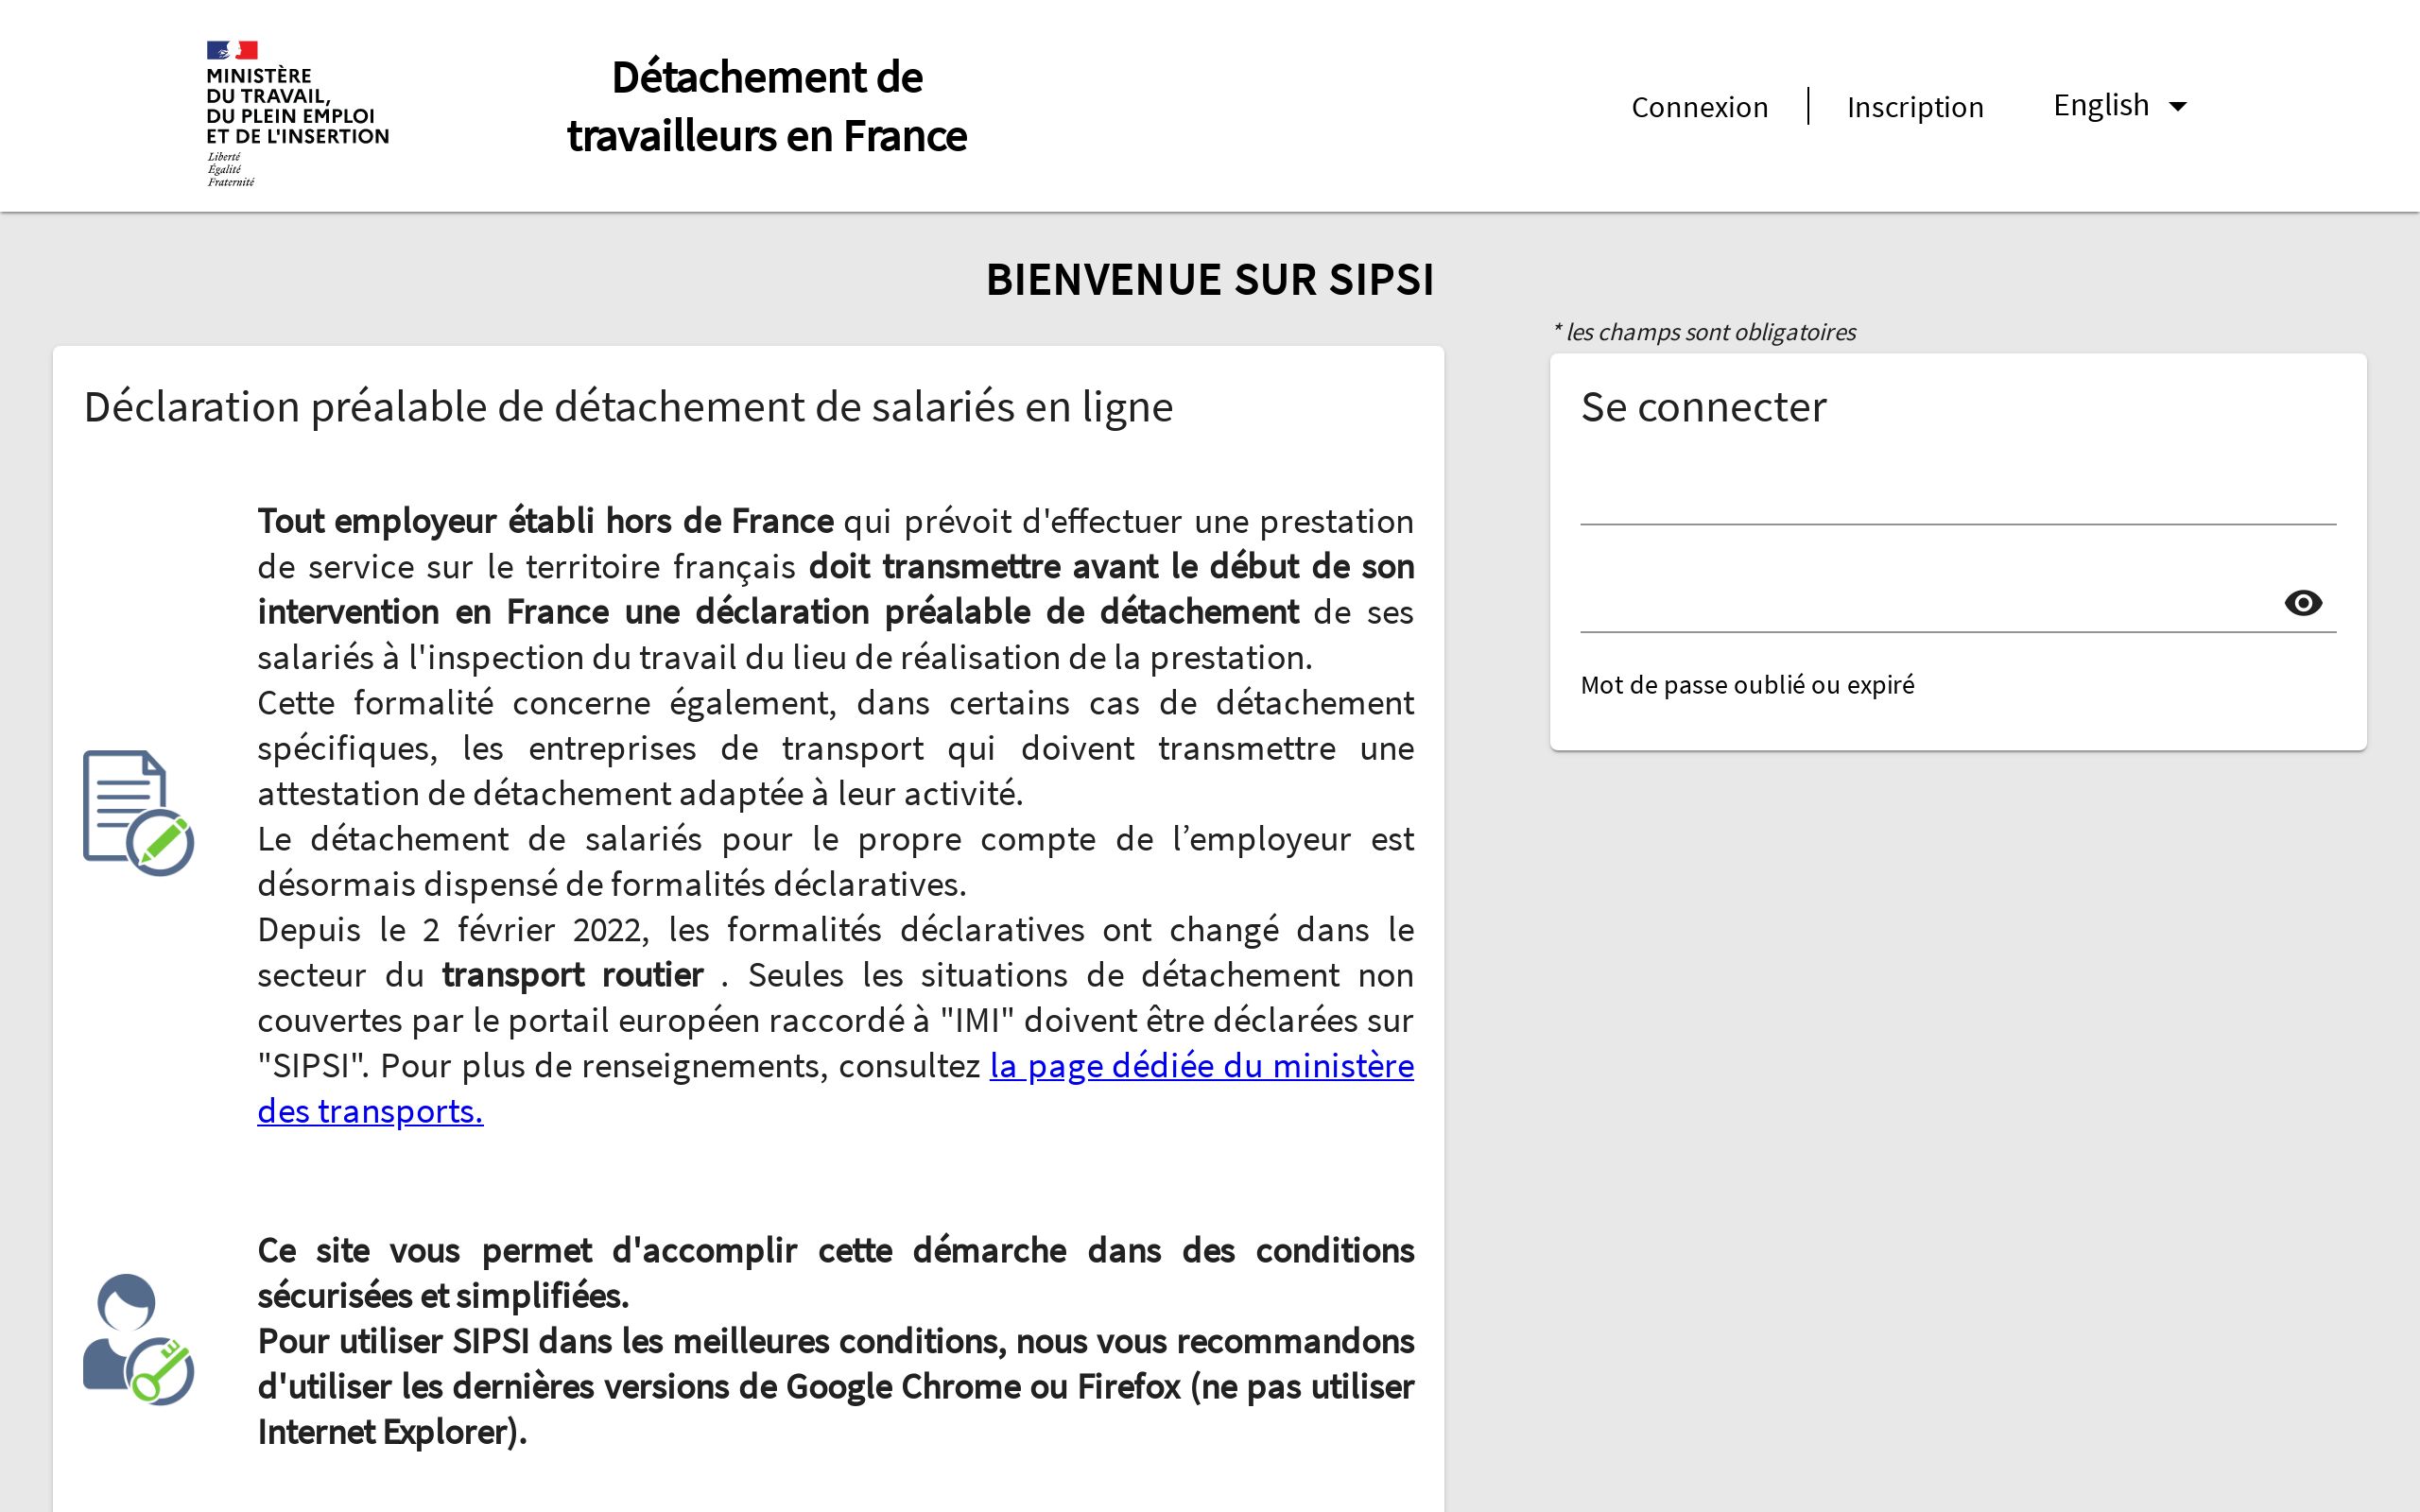 MINISTÈRE
DU TRAVAIL,
DU PLEIN EMPLOI
ET DE L'INSERTION
Liberté
Égalité
Fraternité
Détachement de
travailleurs en France
Connexion
Inscription
English
BIENVENUE SUR SIPSI
* les champs sont obligatoires
Déclaration préalable de détachement de salariés en ligne
Tout employeur établi hors de France qui prévoit d'effectuer une prestation
de service sur le territoire français doit transmettre avant le début de son
intervention en France une déclaration préalable de détachement de ses
salariés à l'inspection du travail du lieu de réalisation de la prestation.
Cette formalité concerne également, dans certains cas de détachement
spécifiques, les entreprises de transport qui doivent transmettre une
attestation de détachement adaptée à leur activité.
Le détachement de salariés pour le propre compte de l’employeur est
désormais dispensé de formalités déclaratives.
Depuis le 2 février 2022, les formalités déclaratives ont changé dans le
secteur du transport routier . Seules les situations de détachement non
couvertes par le portail européen raccordé à "IMI" doivent être déclarées sur
"SIPSI". Pour plus de renseignements, consultez la page dédiée du ministère
des transports.
Ce site vous permet d'accomplir cette démarche dans des conditions
sécurisées et simplifiées.
Pour utiliser SIPSI dans les meilleures conditions, nous vous recommandons
d'utiliser les dernières versions de Google Chrome ou Firefox (ne pas utiliser
Internet Explorer).
Se connecter
Mot de passe oublié ou expiré